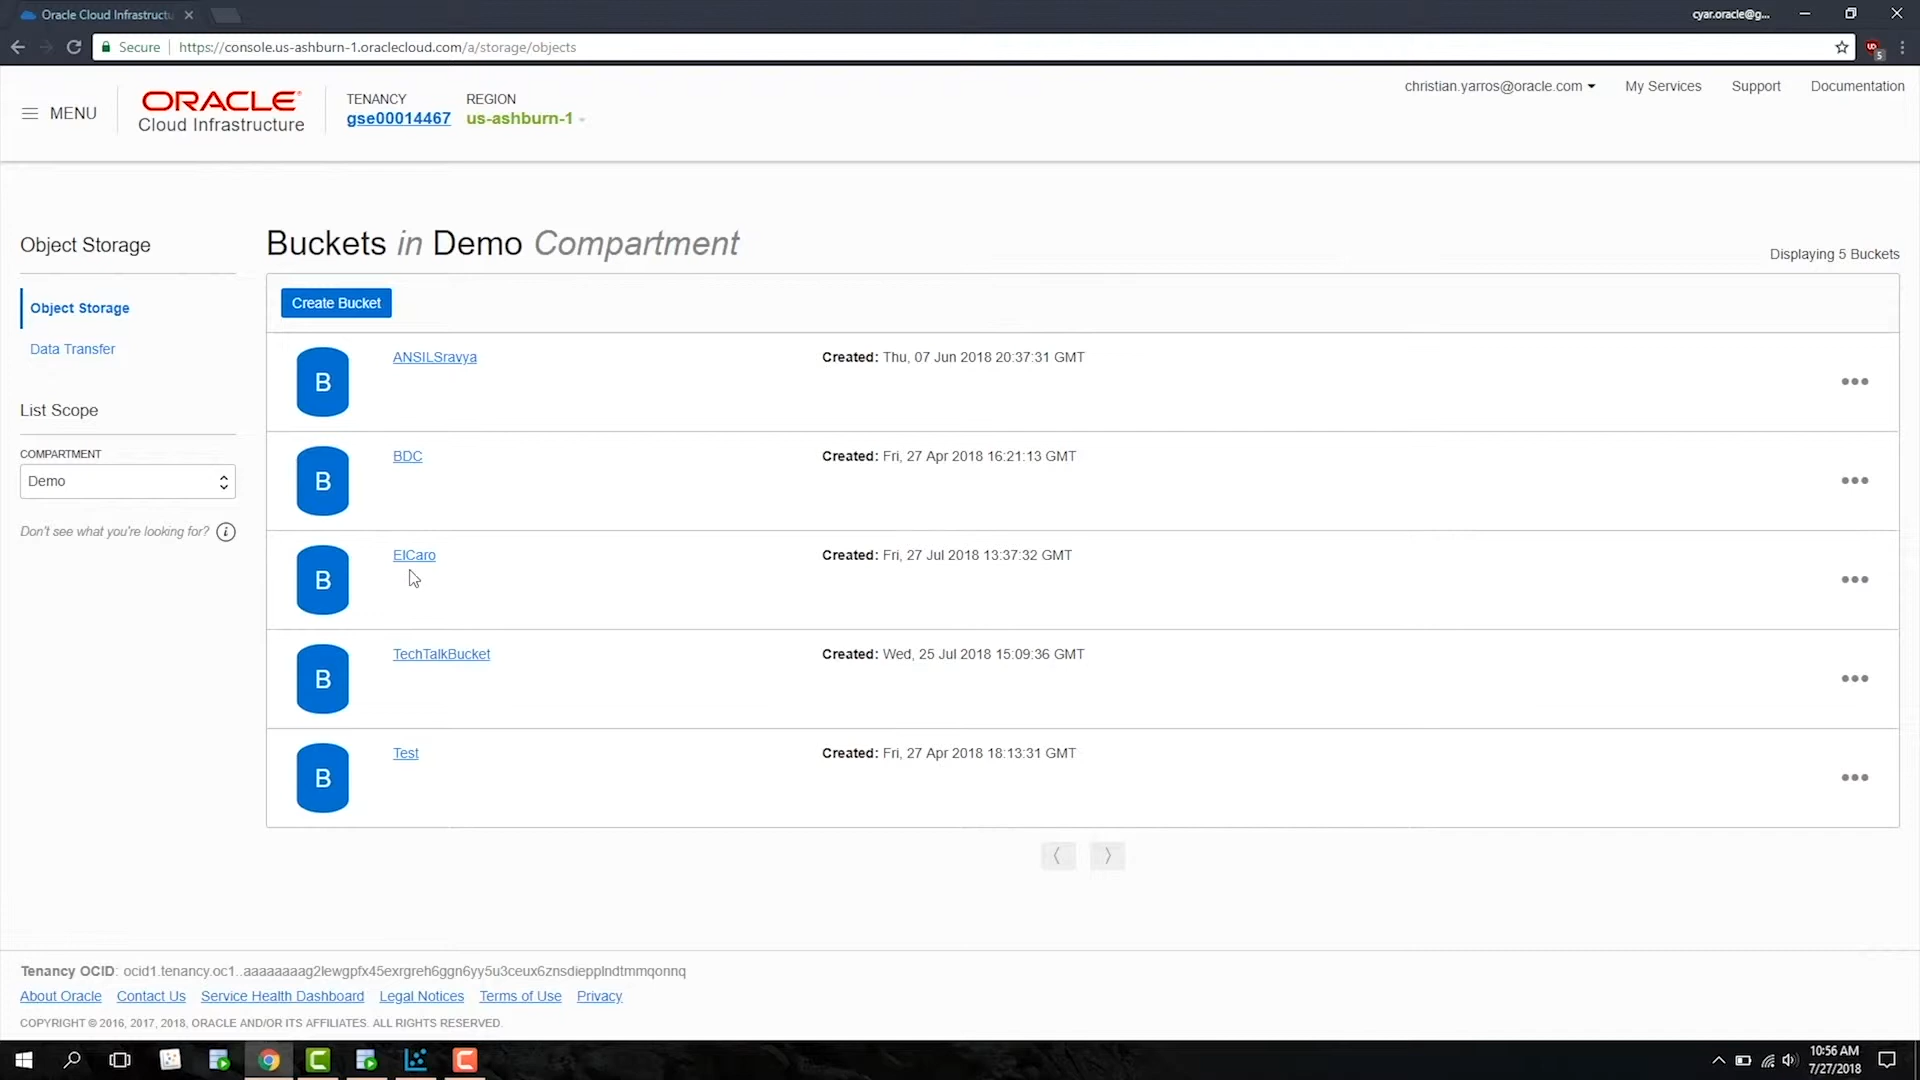 Oracle Cloud Infrastructu
cyar.oracle@g...
Secure
https://console.us-ashburn-1.oraclecloud.com/a/storage/objects
5
MENU
ORACLE
Cloud Infrastructure
TENANCY
gse00014467
REGION
us-ashburn-1
christian.yarros@oracle.com
My Services
Support
Documentation
Object Storage
Object Storage
Data Transfer
List Scope
COMPARTMENT
Demo
Don't see what you're looking for?
Buckets in Demo Compartment
Displaying 5 Buckets
Create Bucket
B
ANSILSravya
Created: Thu, 07 Jun 2018 20:37:31 GMT
B
BDC
Created: Fri, 27 Apr 2018 16:21:13 GMT
B
ElCaro
Created: Fri, 27 Jul 2018 13:37:32 GMT
B
TechTalkBucket
Created: Wed, 25 Jul 2018 15:09:36 GMT
B
Test
Created: Fri, 27 Apr 2018 18:13:31 GMT
Tenancy OCID: ocid1.tenancy.oc1..aaaaaaaag2lewgpfx45exrgreh6ggn6yy5u3ceux6znsdiepplndtmmqonnq
About Oracle Contact Us Service Health Dashboard Legal Notices Terms of Use Privacy
COPYRIGHT © 2016, 2017, 2018, ORACLE AND/OR ITS AFFILIATES. ALL RIGHTS RESERVED.
10:56 AM
7/27/2018